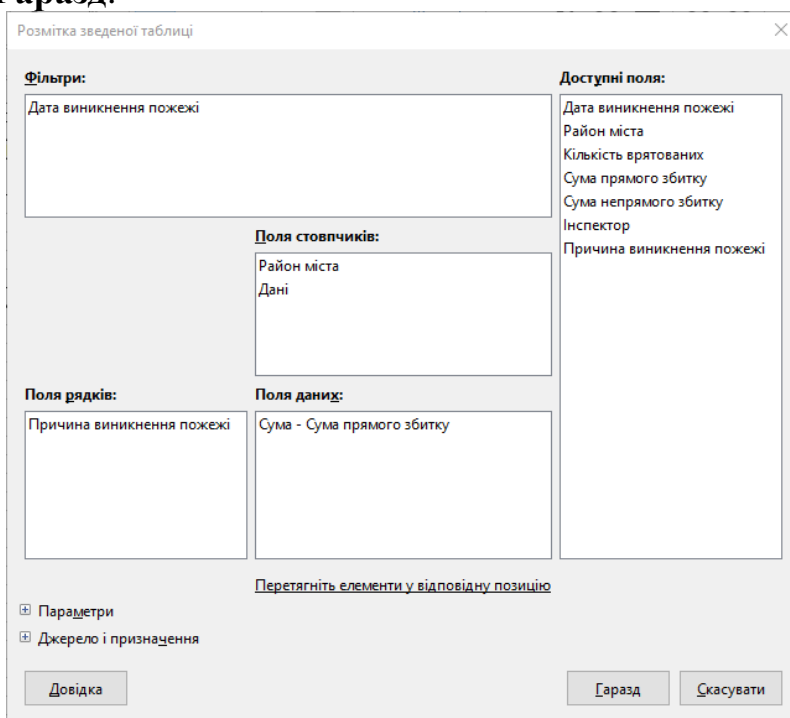 Гаразд.
Розмітка зведеної таблиці
Фільтри:
Дата виникнення пожежі
Доступні поля:
Дата виникнення пожежі
Район міста
Кількість врятованих
Сума прямого збитку
Сума непрямого збитку
Інспектор
Причина виникнення пожежі
Поля стовпчиків:
Район міста
Дані
Поля рядків:
Причина виникнення пожежі
Поля даних:
Сума - Сума прямого збитку
Перетягніть елементи у відповідну позицію
Параметри
Джерело і призначення
Довідка
Гаразд
Скасувати